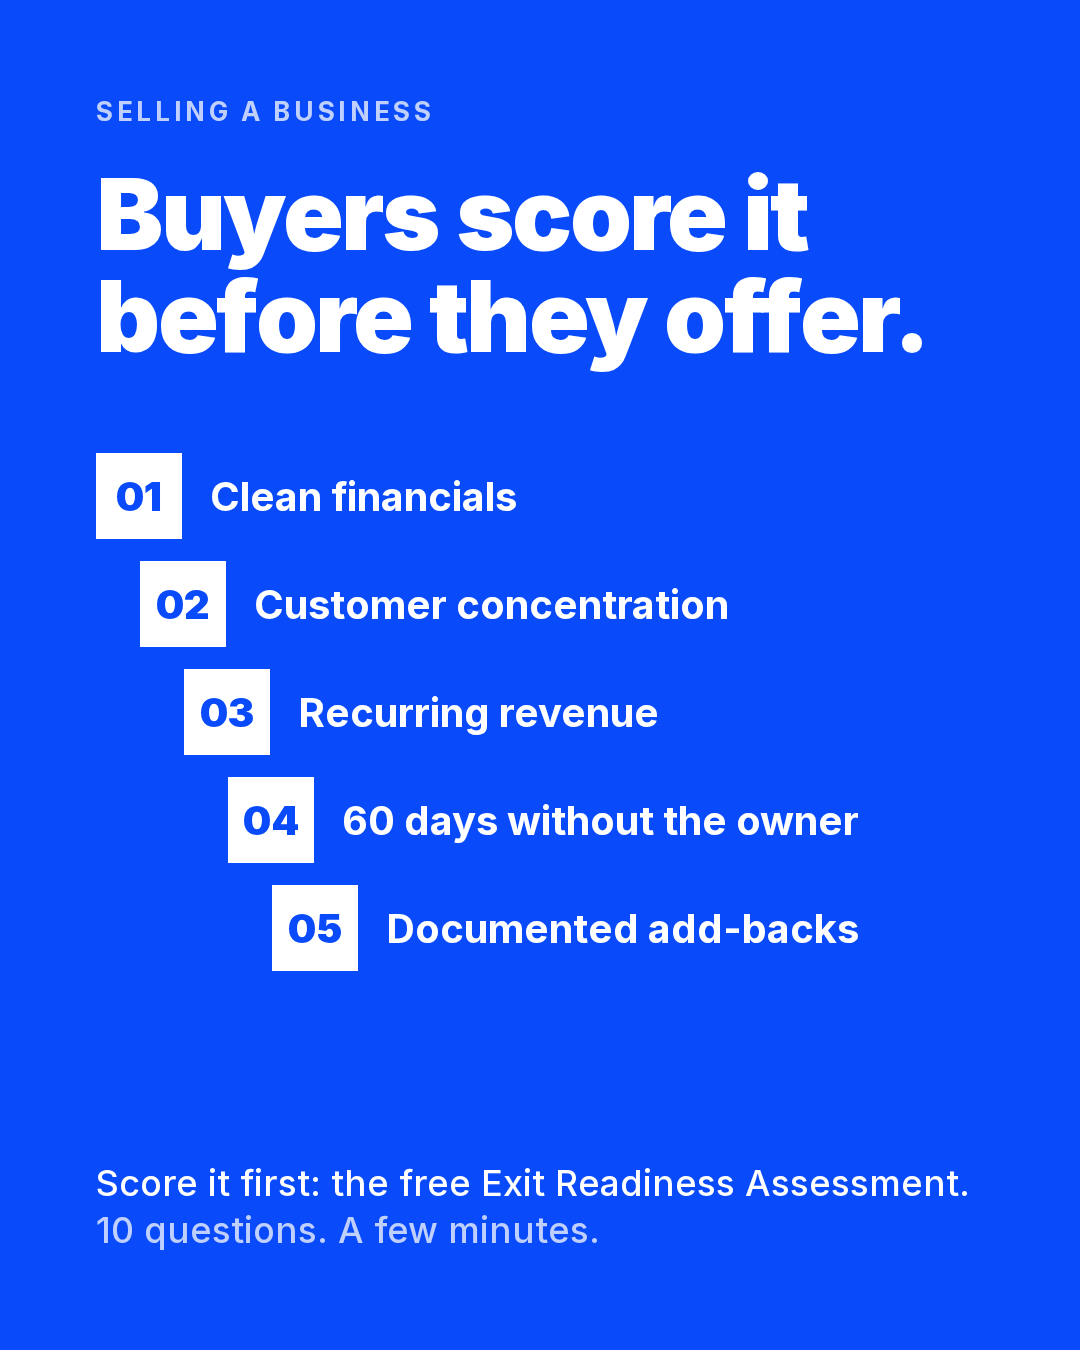 SELLING A BUSINESS
Buyers score it
before they offer.
01 Clean financials
02 Customer concentration
03 Recurring revenue
04 60 days without the owner
05 Documented add-backs
Score it first: the free Exit Readiness Assessment.
10 questions. A few minutes.